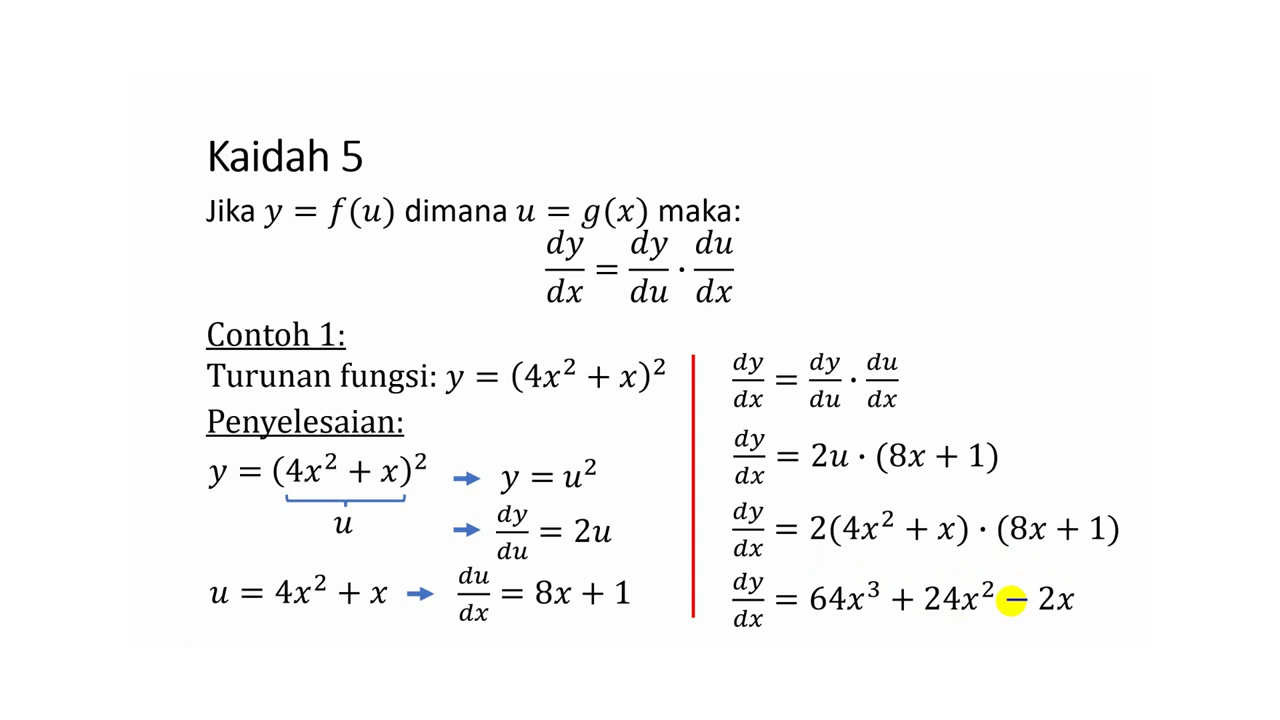 Kaidah 5
Jika y = f(u) dimana u = g(x) maka:
dy/dx = dy/du · du/dx
Contoh 1:
Turunan fungsi: y = (4x² + x)²
Penyelesaian:
y = (4x² + x)² → y = u²
u
→ dy/du = 2u
u = 4x² + x → du/dx = 8x + 1
dy/dx = dy/du · du/dx
dy/dx = 2u · (8x + 1)
dy/dx = 2(4x² + x) · (8x + 1)
dy/dx = 64x³ + 24x² − 2x